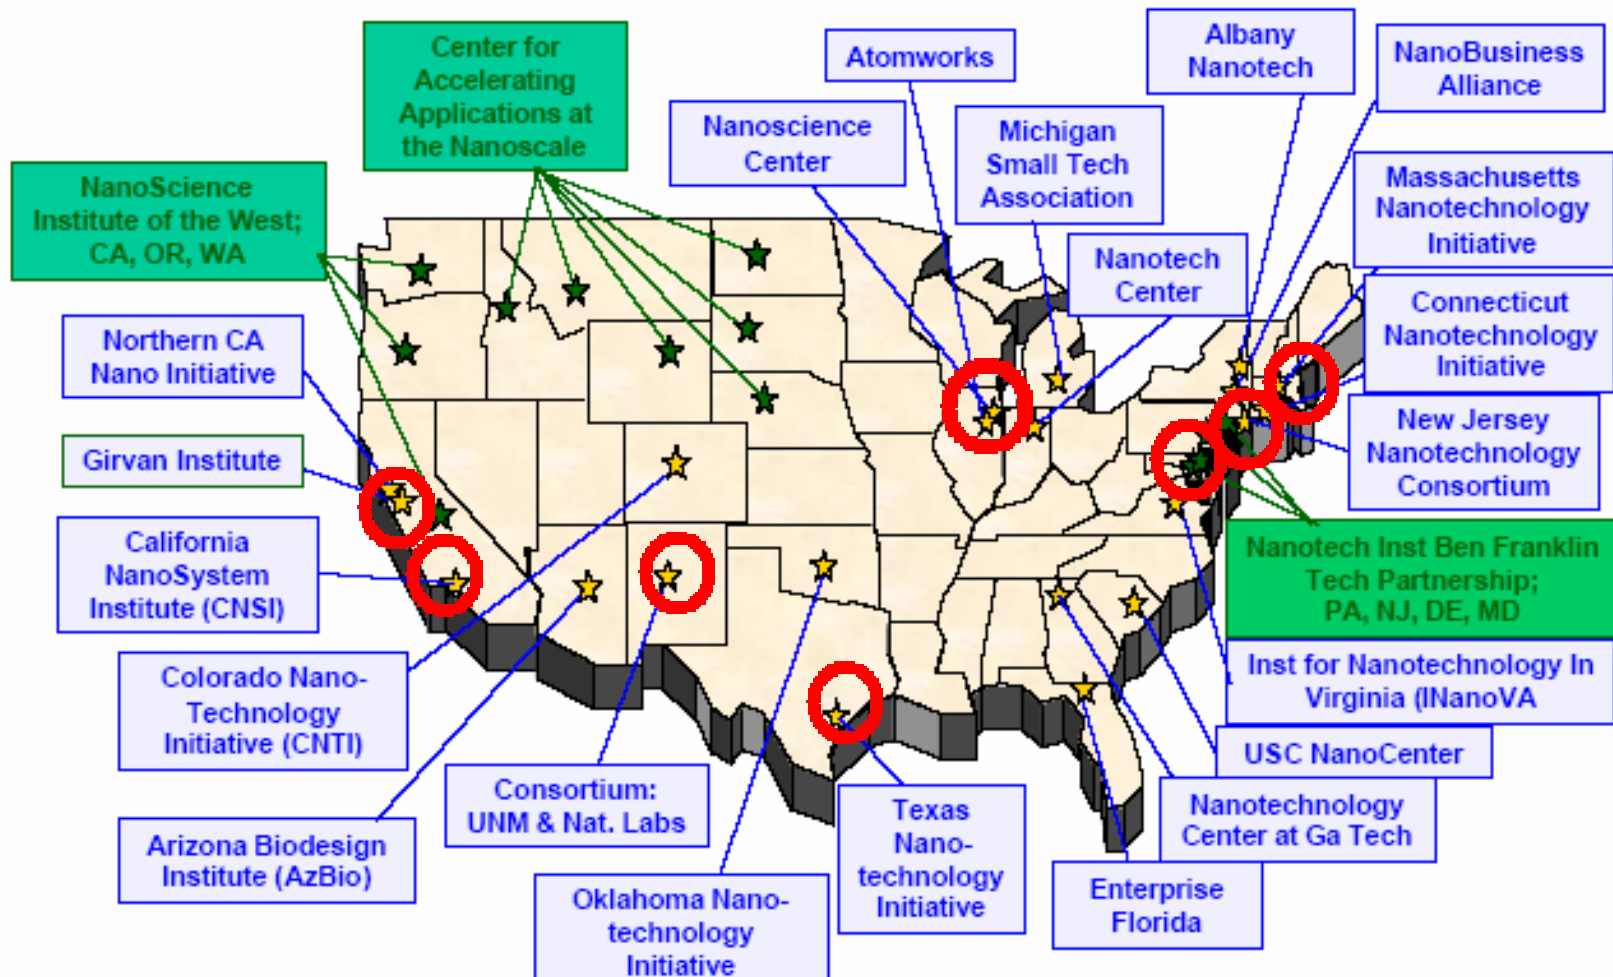 Center for
Accelerating
Applications at
the Nanoscale
Atomworks
Albany
Nanotech
NanoBusiness
Alliance
Nanoscience
Center
Michigan
Small Tech
Association
NanoScience
Institute of the West;
CA, OR, WA
Massachusetts
Nanotechnology
Initiative
Nanotech
Center
Northern CA
Nano Initiative
Connecticut
Nanotechnology
Initiative
Girvan Institute
New Jersey
Nanotechnology
Consortium
California
NanoSystem
Institute (CNSI)
Nanotech Inst Ben Franklin
Tech Partnership;
PA, NJ, DE, MD
Colorado Nano-
Technology
Initiative (CNTI)
Inst for Nanotechnology In
Virginia (INanoVA
USC NanoCenter
Consortium:
UNM & Nat. Labs
Texas
Nano-
technology
Initiative
Nanotechnology
Center at Ga Tech
Arizona Biodesign
Institute (AzBio)
Oklahoma Nano-
technology
Initiative
Enterprise
Florida